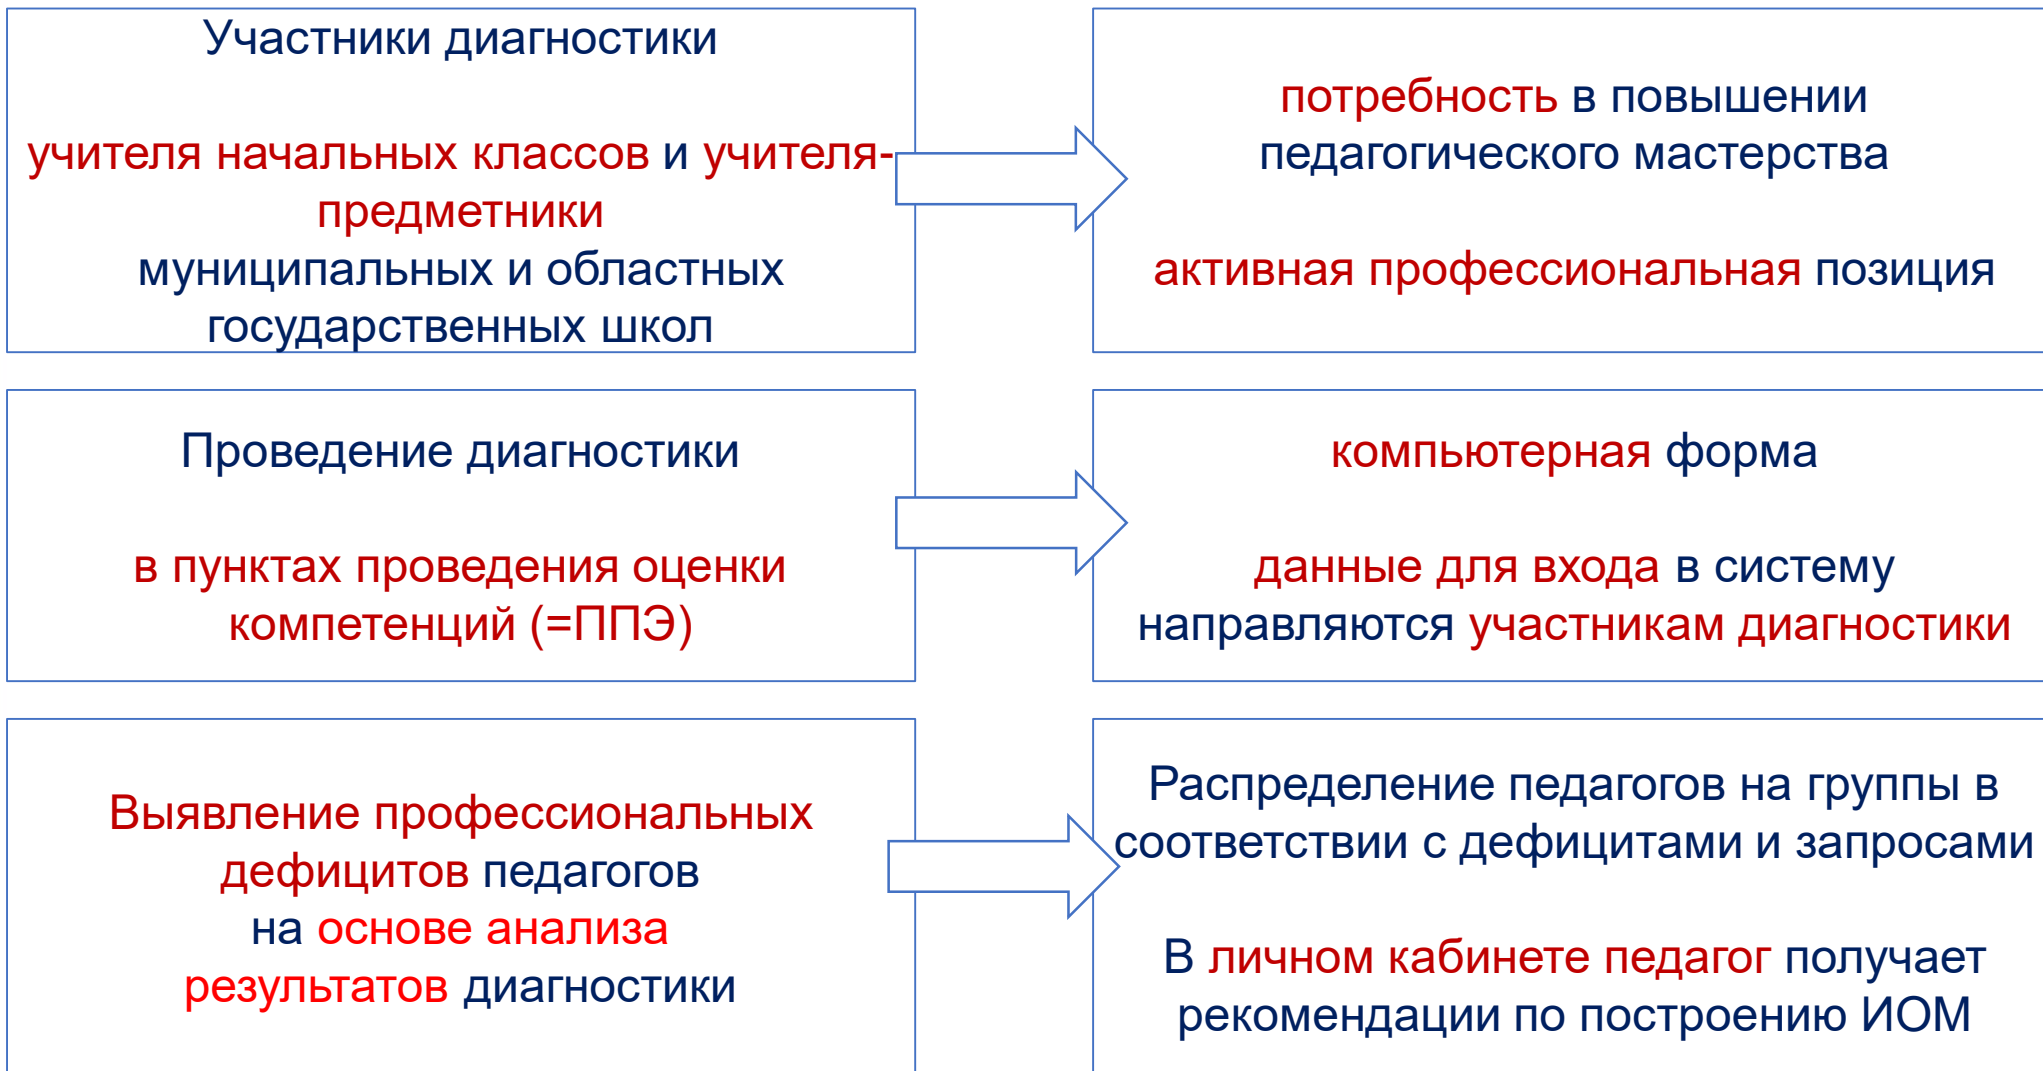 Участники диагностики
учителя начальных классов и учителя-
предметники
муниципальных и областных
государственных школ
потребность в повышении
педагогического мастерства
активная профессиональная позиция
Проведение диагностики
в пунктах проведения оценки
компетенций (=ППЭ)
компьютерная форма
данные для входа в систему
направляются участникам диагностики
Выявление профессиональных
дефицитов педагогов
на основе анализа
результатов диагностики
Распределение педагогов на группы в
соответствии с дефицитами и запросами
В личном кабинете педагог получает
рекомендации по построению ИОМ